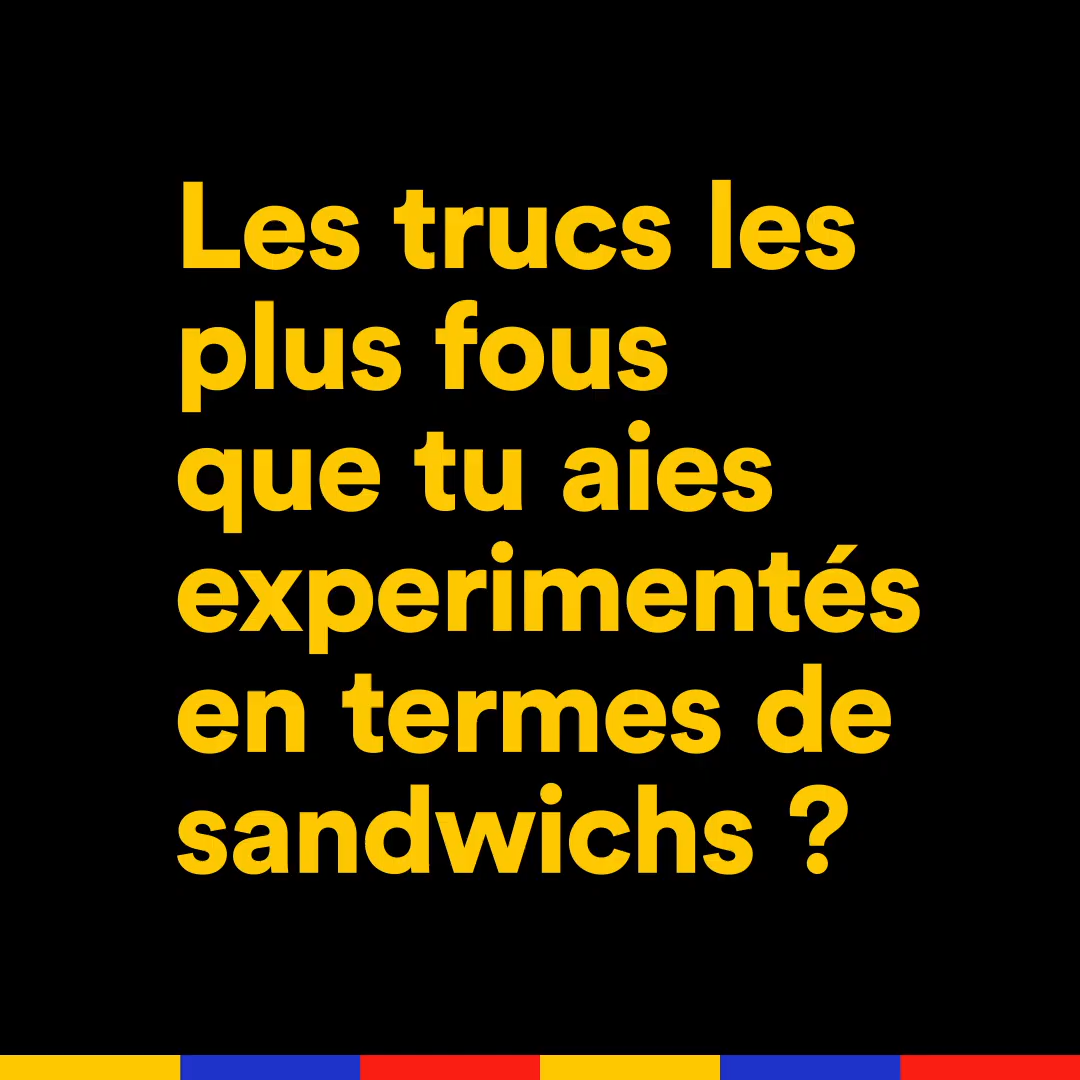 Les trucs les
plus fous
que tu aies
experimentés
en termes de
sandwichs ?